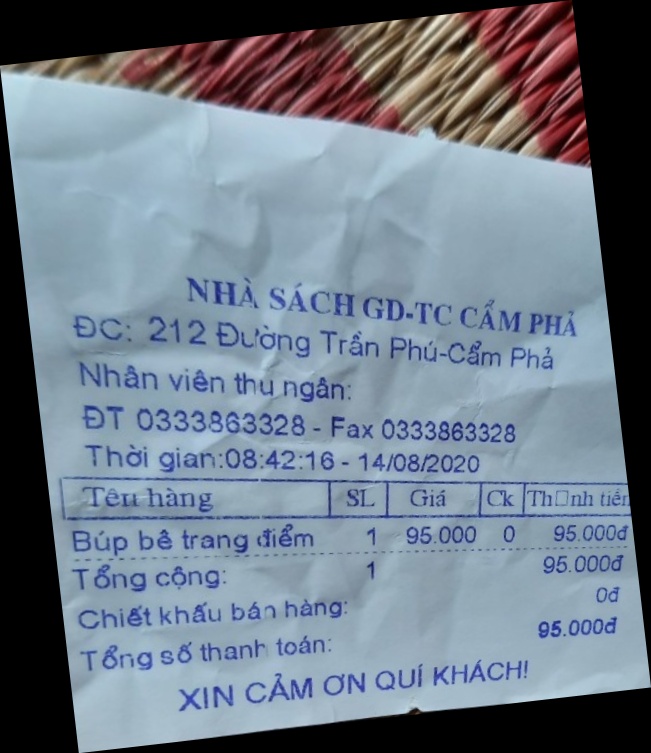 NHÀ SÁCH GD-TC CẨM PHẢ
ĐC: 212 Đường Trần Phú-Cẩm Phả
Nhân viên thu ngân:
ĐT 0333863328 - Fax 0333863328
Thời gian:08:42:16 - 14/08/2020
Tên hàng SL Giá Ck Th□nh tiền
Búp bê trang điểm 1 95.000 0 95.000đ
Tổng cộng: 1 95.000đ
Chiết khấu bán hàng: 0đ
Tổng số thanh toán: 95.000đ
XIN CẢM ƠN QUÍ KHÁCH!